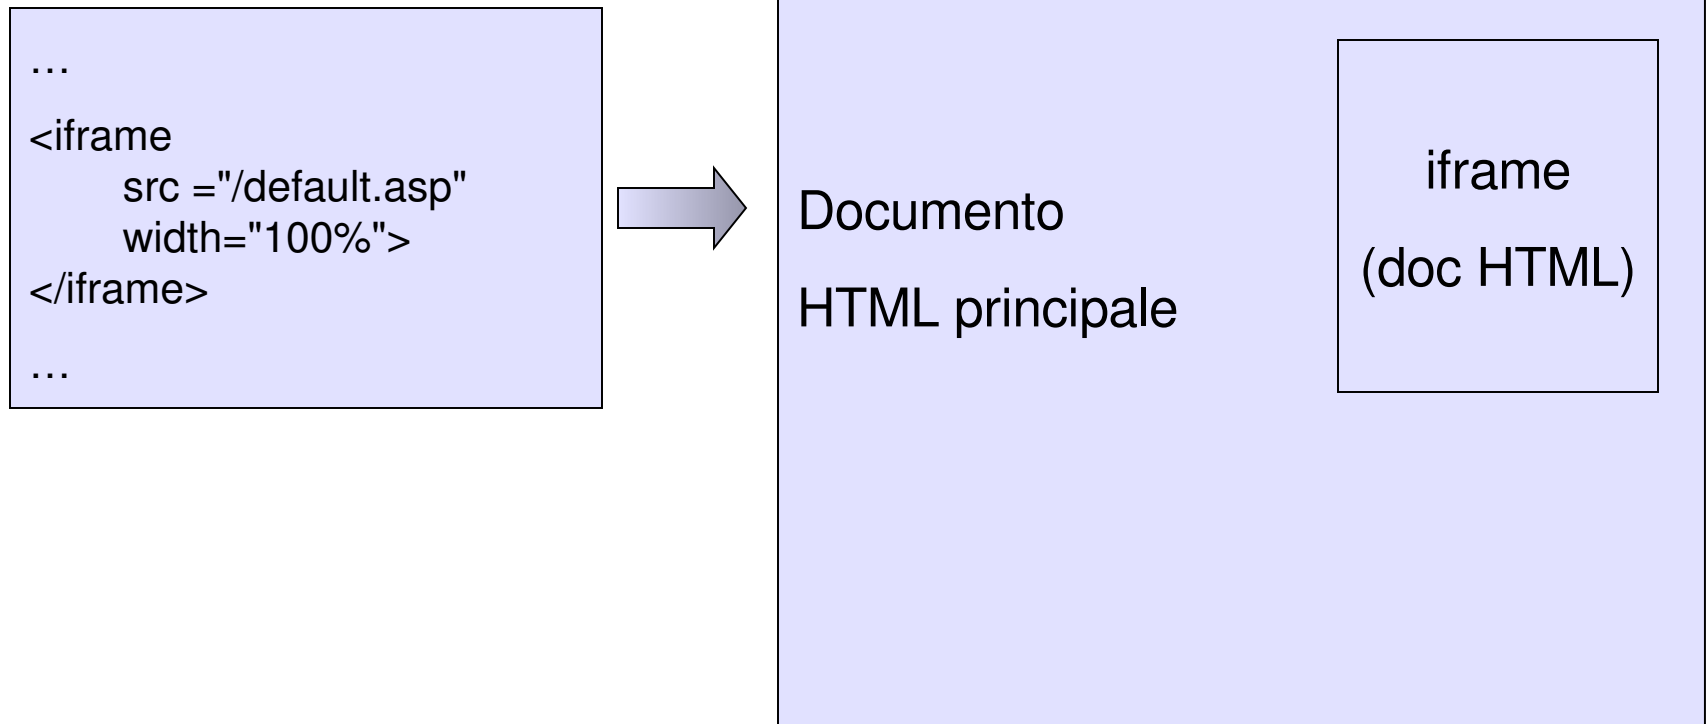 …
<iframe
src ="/default.asp"
width="100%">
</iframe>
…
Documento
HTML principale
iframe
(doc HTML)